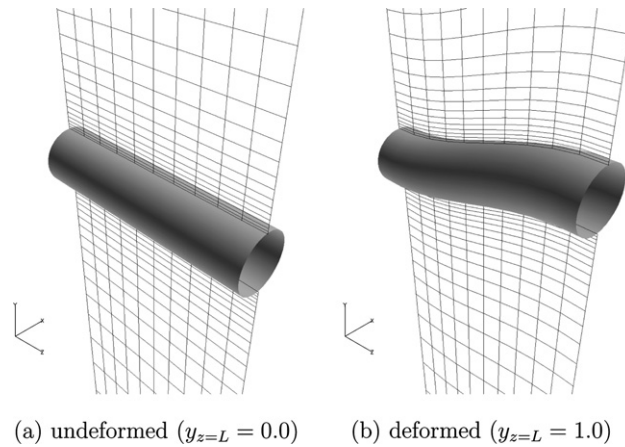 Y
X
Z
Y
X
Z
(a) undeformed (y_{z=L} = 0.0)
(b) deformed (y_{z=L} = 1.0)